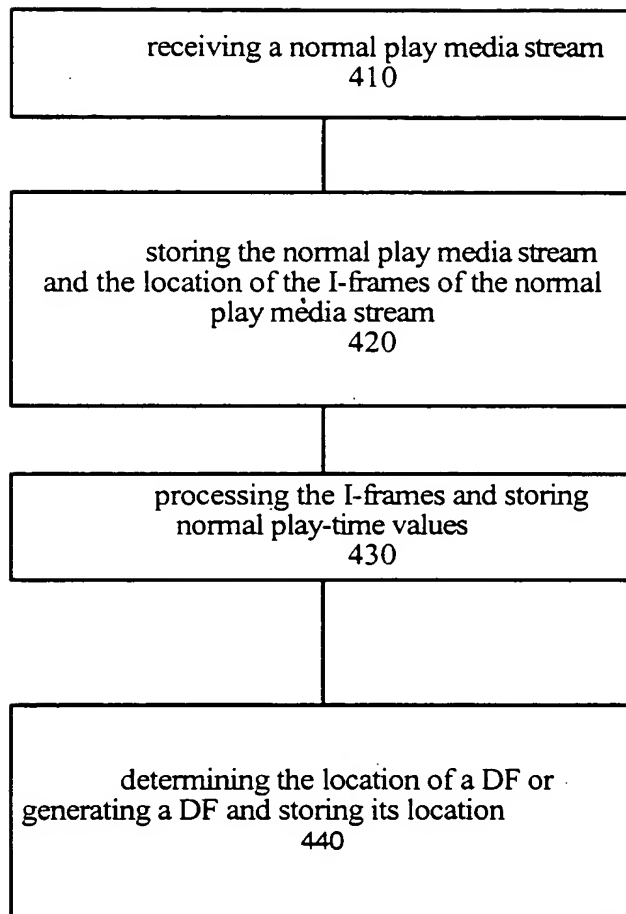 receiving a normal play media stream
410
storing the normal play media stream
and the location of the I-frames of the normal
play media stream
420
processing the I-frames and storing
normal play-time values
430
determining the location of a DF or
generating a DF and storing its location
440